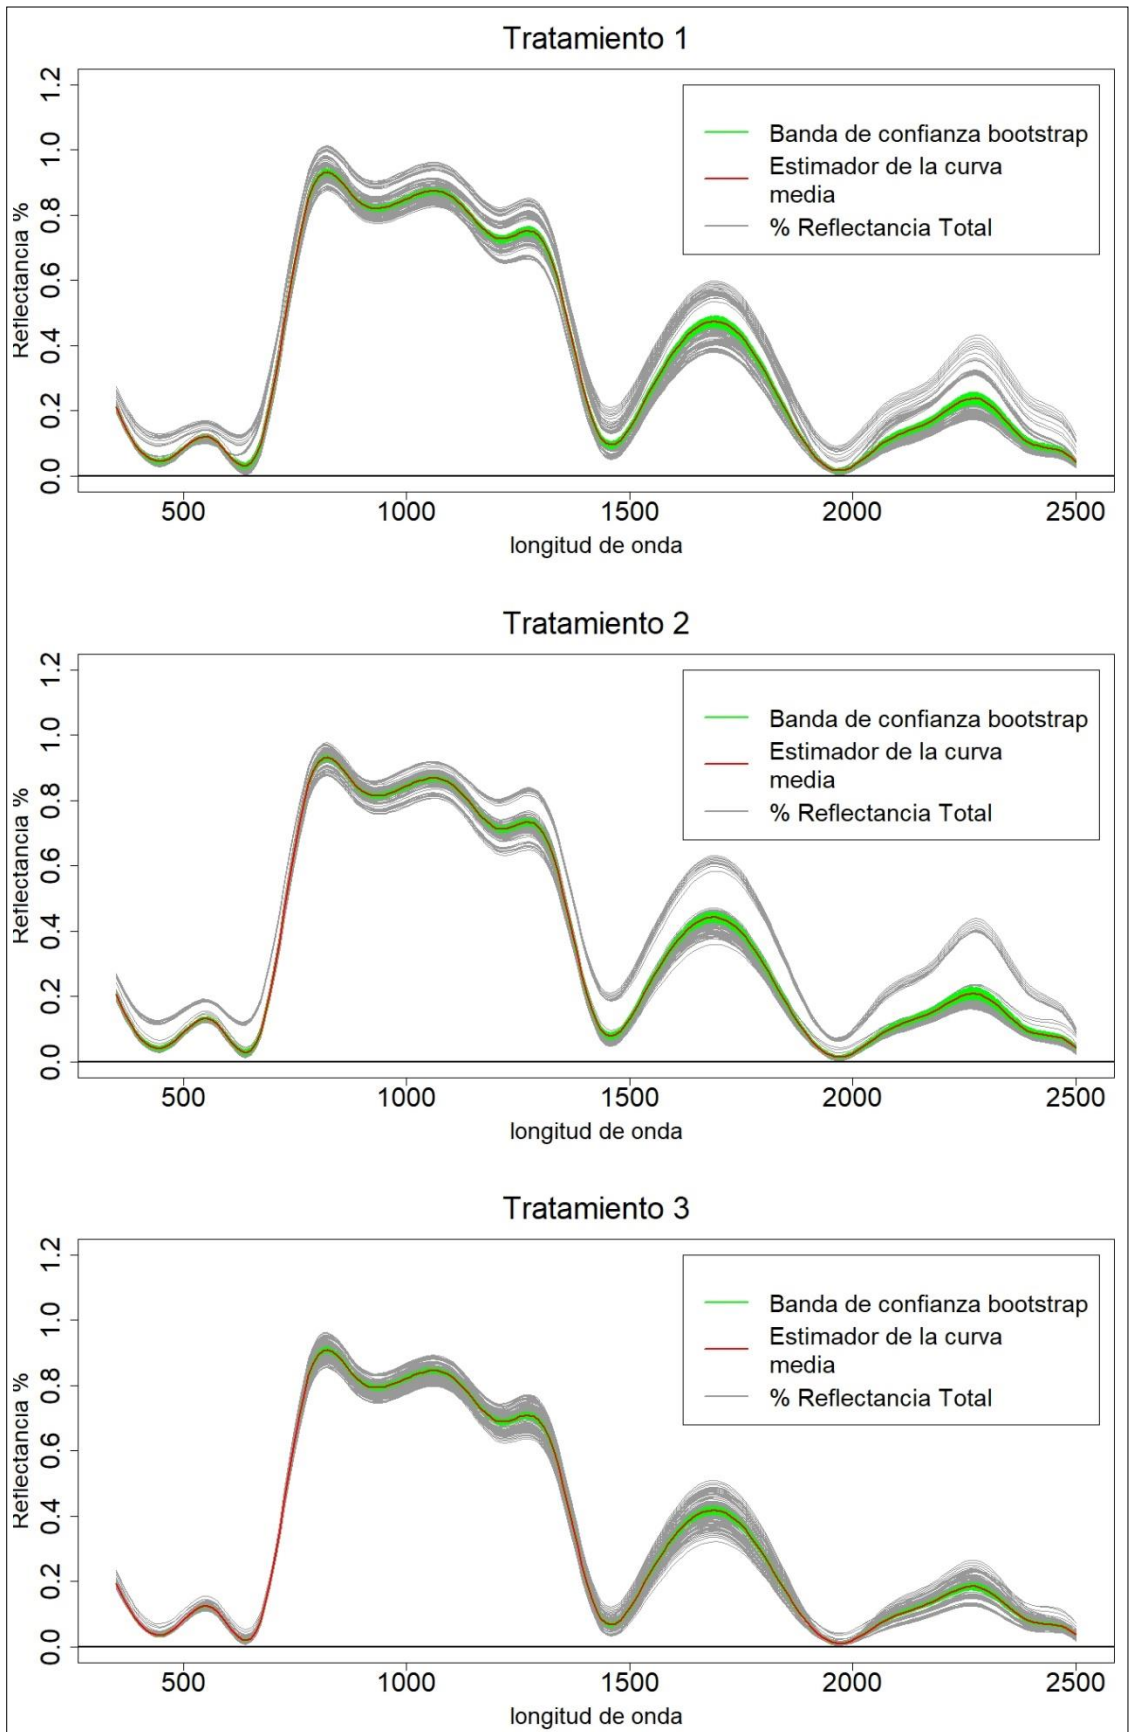 Tratamiento 1
1.2
1.0
0.8
0.6
0.4
0.2
0.0
Reflectancia %
Banda de confianza bootstrap
Estimador de la curva
media
% Reflectancia Total
500 1000 1500 2000 2500
longitud de onda
Tratamiento 2
1.2
1.0
0.8
0.6
0.4
0.2
0.0
Reflectancia %
Banda de confianza bootstrap
Estimador de la curva
media
% Reflectancia Total
500 1000 1500 2000 2500
longitud de onda
Tratamiento 3
1.2
1.0
0.8
0.6
0.4
0.2
0.0
Reflectancia %
Banda de confianza bootstrap
Estimador de la curva
media
% Reflectancia Total
500 1000 1500 2000 2500
longitud de onda